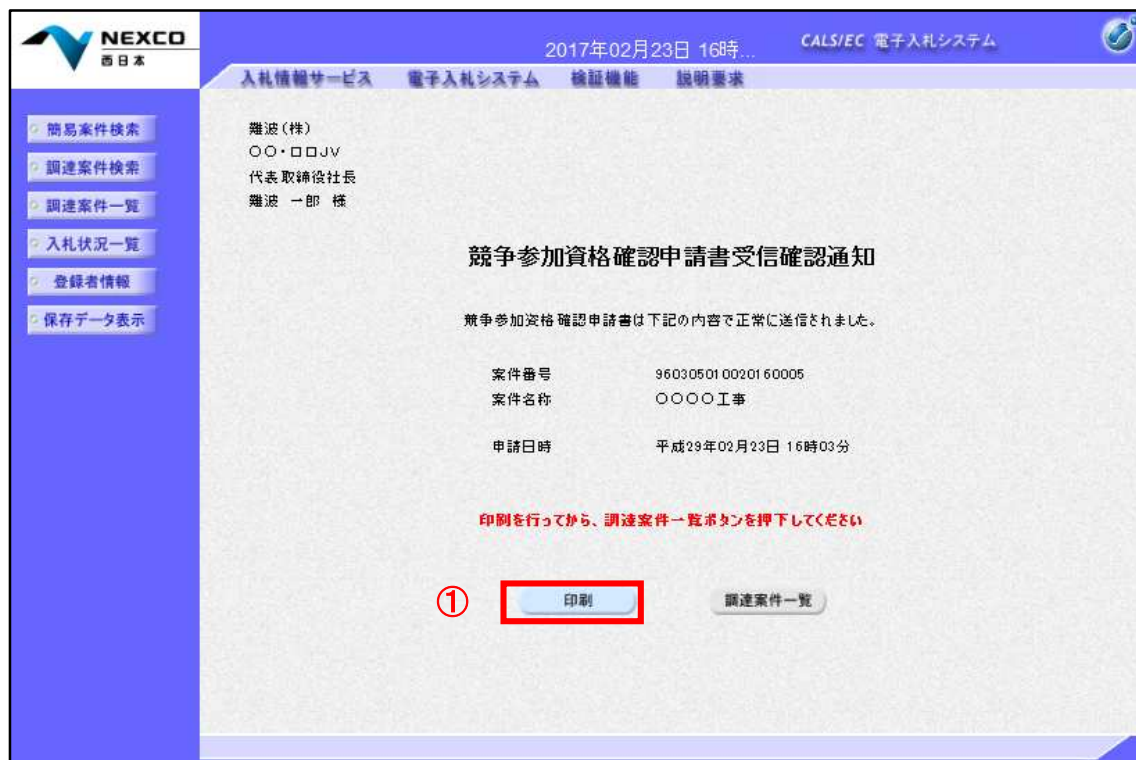 NEXCO
西日本
2017年02月23日 16時...
CALS/EC 電子入札システム
入札情報サービス 電子入札システム 検証機能 説明要求
簡易案件検索
調達案件検索
調達案件一覧
入札状況一覧
登録者情報
保存データ表示
難波(株)
○○・□□JV
代表取締役社長
難波 一郎 様
競争参加資格確認申請書受信確認通知
競争参加資格確認申請書は下記の内容で正常に送信されました。
案件番号 960305010020160005
案件名称 ○○○○工事
申請日時 平成29年02月23日 16時03分
印刷を行ってから、調達案件一覧ボタンを押下してください
① 印刷 調達案件一覧